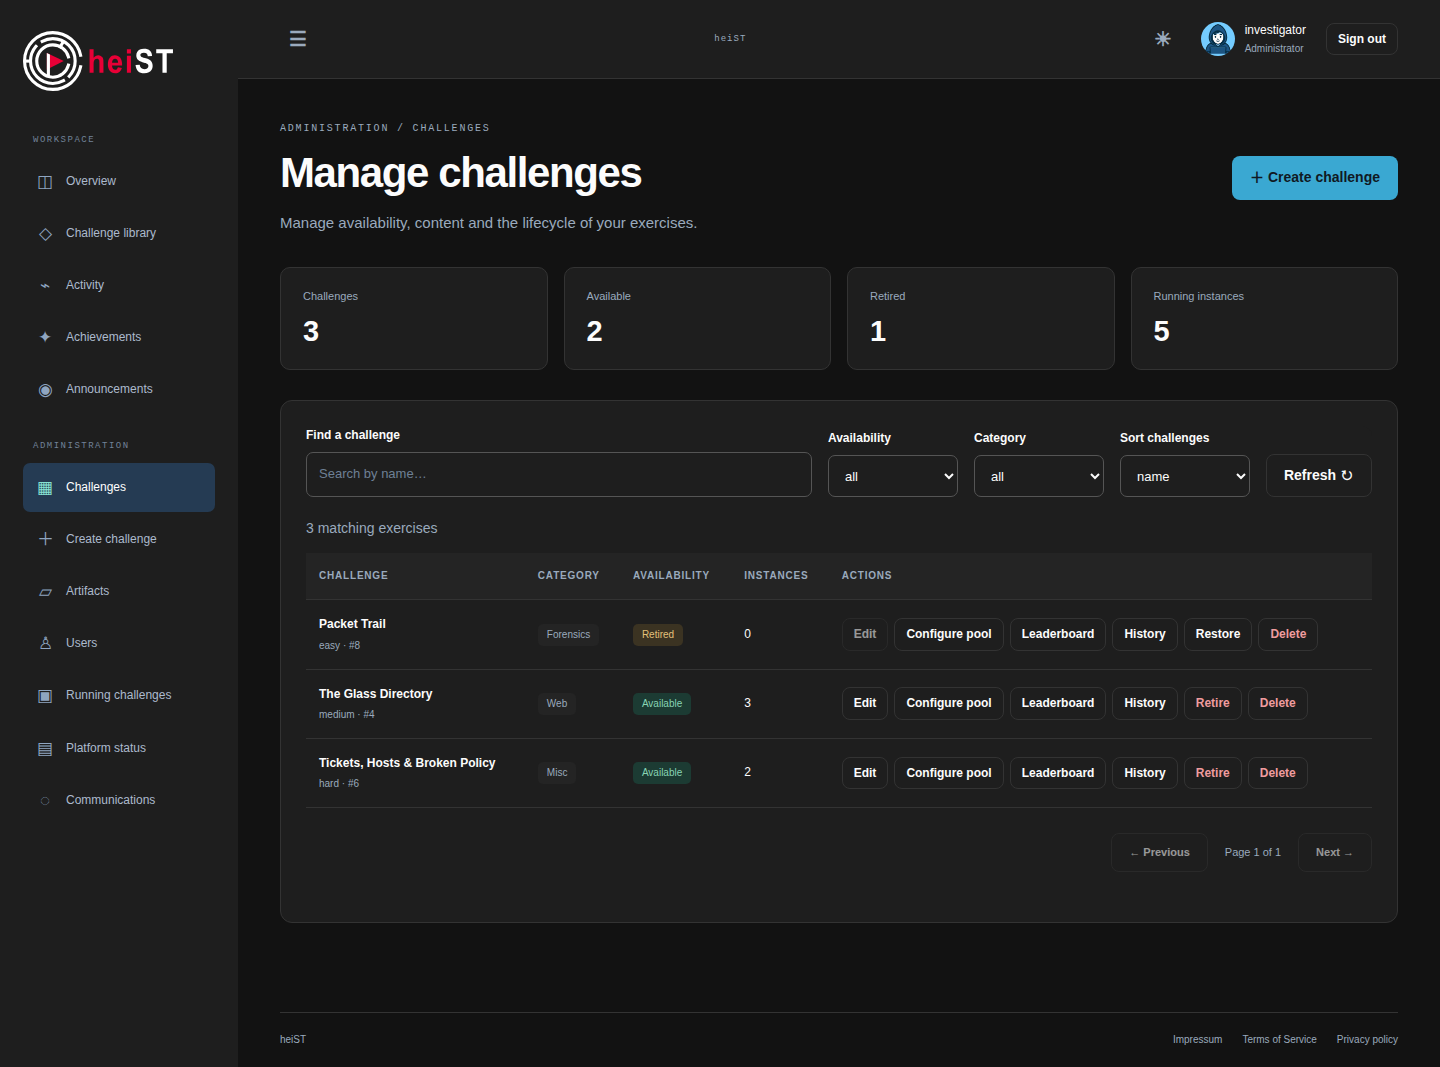 heiST
WORKSPACE
Overview
Challenge library
Activity
Achievements
Announcements
ADMINISTRATION
Challenges
Create challenge
Artifacts
Users
Running challenges
Platform status
Communications
heiST
investigator
Administrator
Sign out
ADMINISTRATION / CHALLENGES
Manage challenges
+ Create challenge
Manage availability, content and the lifecycle of your exercises.
Challenges
3
Available
2
Retired
1
Running instances
5
Find a challenge
Search by name…
Availability
all
Category
all
Sort challenges
name
Refresh ↻
3 matching exercises
CHALLENGE CATEGORY AVAILABILITY INSTANCES ACTIONS
Packet Trail
easy · #8
Forensics Retired 0 Edit Configure pool Leaderboard History Restore Delete
The Glass Directory
medium · #4
Web Available 3 Edit Configure pool Leaderboard History Retire Delete
Tickets, Hosts & Broken Policy
hard · #6
Misc Available 2 Edit Configure pool Leaderboard History Retire Delete
← Previous Page 1 of 1 Next →
heiST Impressum Terms of Service Privacy policy